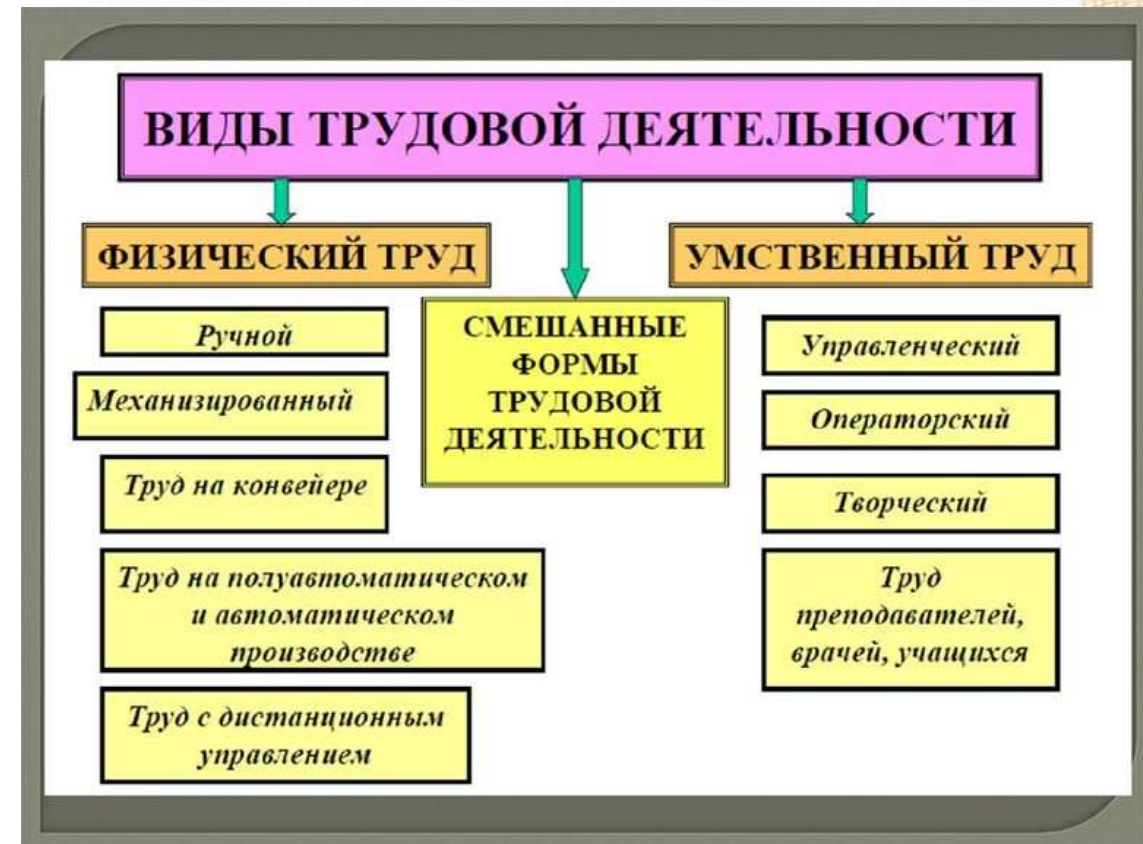 ВИДЫ ТРУДОВОЙ ДЕЯТЕЛЬНОСТИ
ФИЗИЧЕСКИЙ ТРУД
Ручной
Механизированный
Труд на конвейере
Труд на полуавтоматическом
и автоматическом
производстве
Труд с дистанционным
управлением
СМЕШАННЫЕ
ФОРМЫ
ТРУДОВОЙ
ДЕЯТЕЛЬНОСТИ
УМСТВЕННЫЙ ТРУД
Управленческий
Операторский
Творческий
Труд
преподавателей,
врачей, учащихся